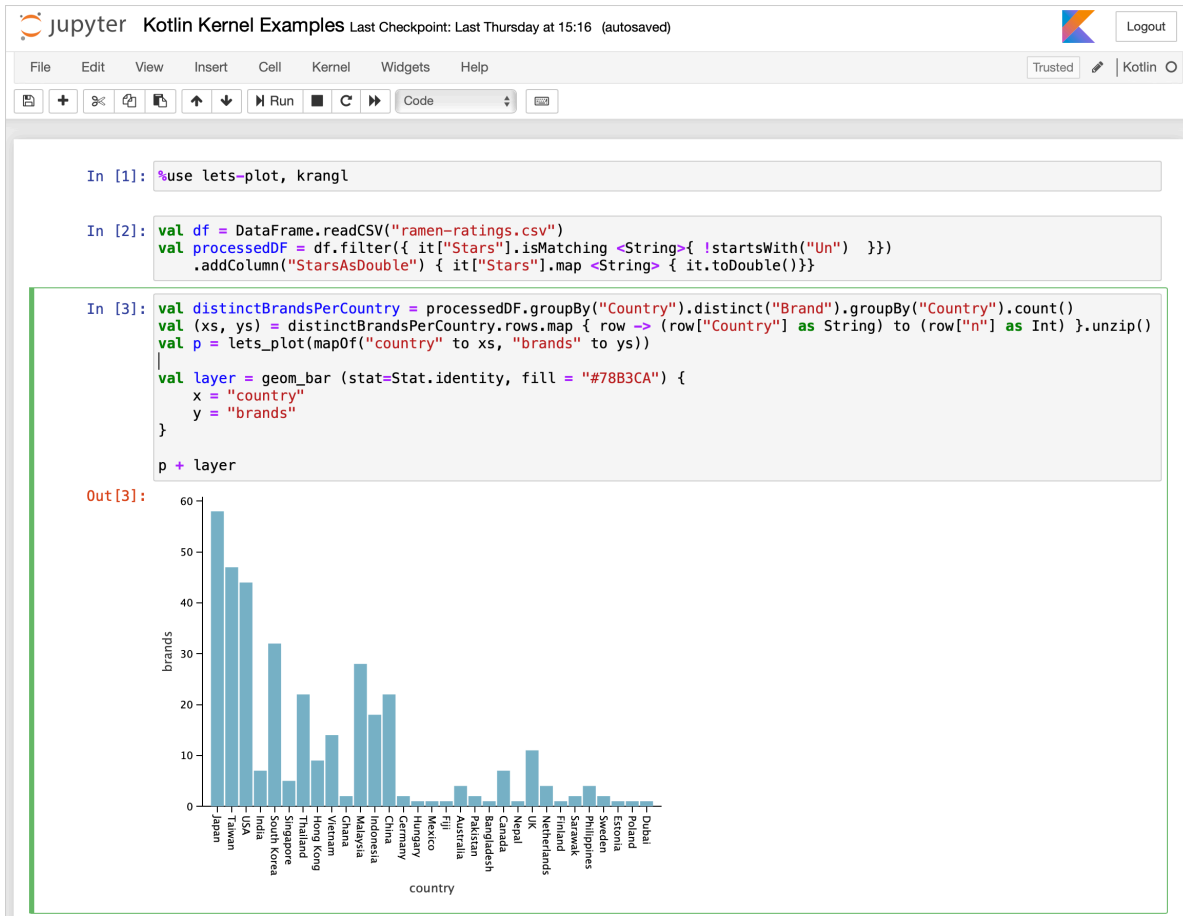 jupyter Kotlin Kernel Examples Last Checkpoint: Last Thursday at 15:16 (autosaved) Logout
File Edit View Insert Cell Kernel Widgets Help Trusted Kotlin
Run Code
In [1]: %use lets-plot, krangl
In [2]: val df = DataFrame.readCSV("ramen-ratings.csv")
val processedDF = df.filter({ it["Stars"].isMatching <String>{ !startsWith("Un")  }})
    .addColumn("StarsAsDouble") { it["Stars"].map <String> { it.toDouble()}}
In [3]: val distinctBrandsPerCountry = processedDF.groupBy("Country").distinct("Brand").groupBy("Country").count()
val (xs, ys) = distinctBrandsPerCountry.rows.map { row -> (row["Country"] as String) to (row["n"] as Int) }.unzip()
val p = lets_plot(mapOf("country" to xs, "brands" to ys))
val layer = geom_bar (stat=Stat.identity, fill = "#78B3CA") {
    x = "country"
    y = "brands"
}
p + layer
Out[3]:
60
50
40
30
20
10
0
brands
Japan
Taiwan
USA
India
South Korea
Singapore
Thailand
Hong Kong
Vietnam
Ghana
Malaysia
Indonesia
China
Germany
Hungary
Mexico
Fiji
Australia
Pakistan
Bangladesh
Canada
Nepal
UK
Netherlands
Finland
Sarawak
Philippines
Sweden
Estonia
Poland
Dubai
country